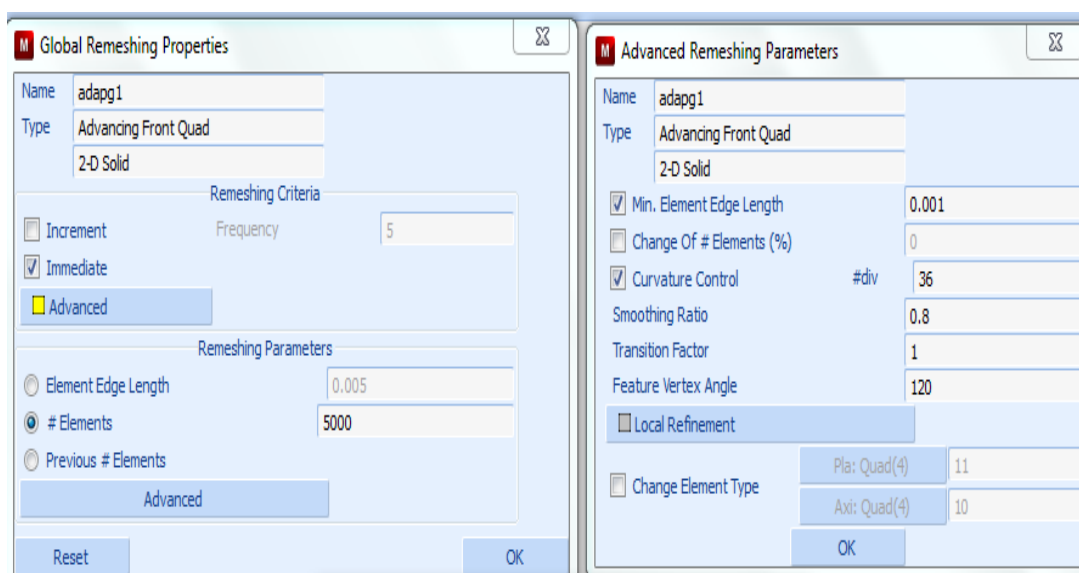 Global Remeshing Properties
Name adapg1
Type Advancing Front Quad
2-D Solid
Remeshing Criteria
Increment Frequency 5
Immediate
Advanced
Remeshing Parameters
Element Edge Length 0.005
# Elements 5000
Previous # Elements
Advanced
Reset OK
Advanced Remeshing Parameters
Name adapg1
Type Advancing Front Quad
2-D Solid
Min. Element Edge Length 0.001
Change Of # Elements (%) 0
Curvature Control #div 36
Smoothing Ratio 0.8
Transition Factor 1
Feature Vertex Angle 120
Local Refinement
Pla: Quad(4) 11
Change Element Type
Axi: Quad(4) 10
OK